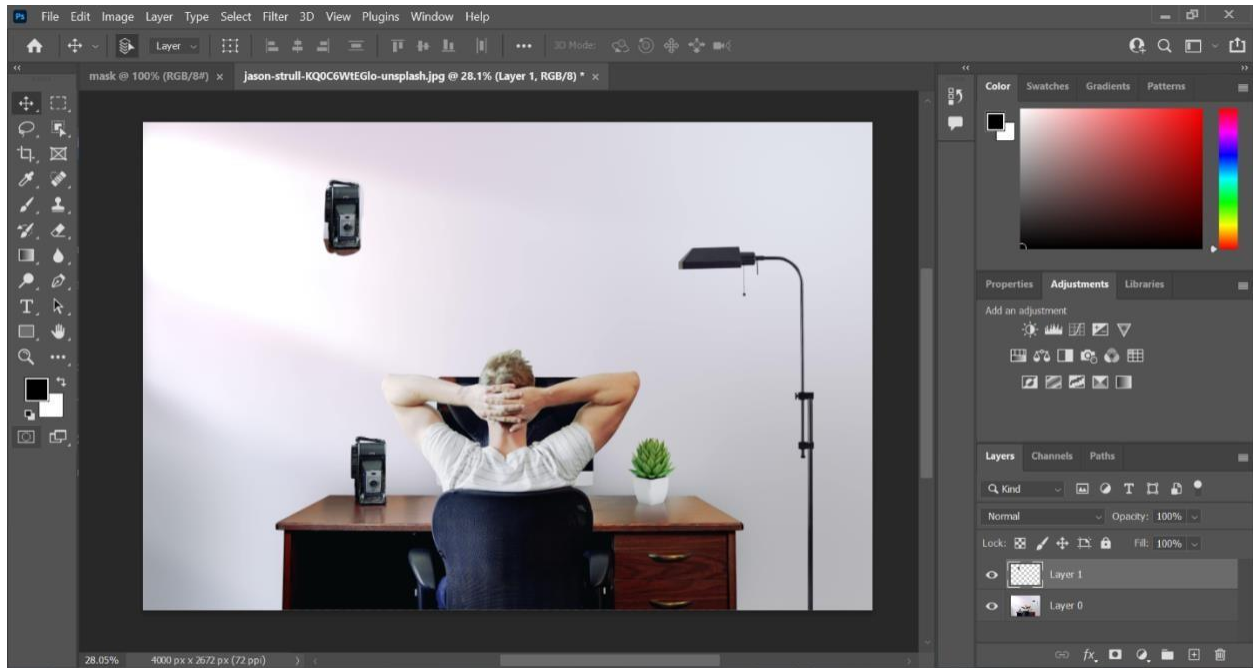 Ps File Edit Image Layer Type Select Filter 3D View Plugins Window Help
Layer 3D Mode:
mask @ 100% (RGB/8#) × jason-strull-KQ0C6WtEGlo-unsplash.jpg @ 28.1% (Layer 1, RGB/8) * ×
Color Swatches Gradients Patterns
Properties Adjustments Libraries
Add an adjustment
Layers Channels Paths
Kind
Normal Opacity: 100%
Lock: Fill: 100%
Layer 1
Layer 0
28.05% 4000 px x 2672 px (72 ppi)
fx